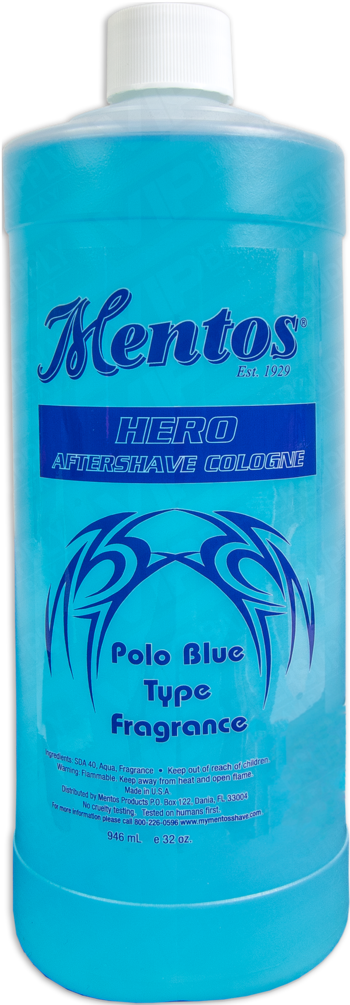 Mentos®
Est. 1929
HERO
AFTERSHAVE COLOGNE
Polo Blue
Type
Fragrance
Ingredients: SDA 40, Aqua, Fragrance • Keep out of reach of children.
Warning: Flammable. Keep away from heat and open flame.
Made in U.S.A.
Distributed by Mentos Products P.O. Box 122, Dania, FL 33004
No cruelty testing. Tested on humans first.
For more information please call 800-226-0596 www.mymentosshave.com
946 mL e 32 oz.